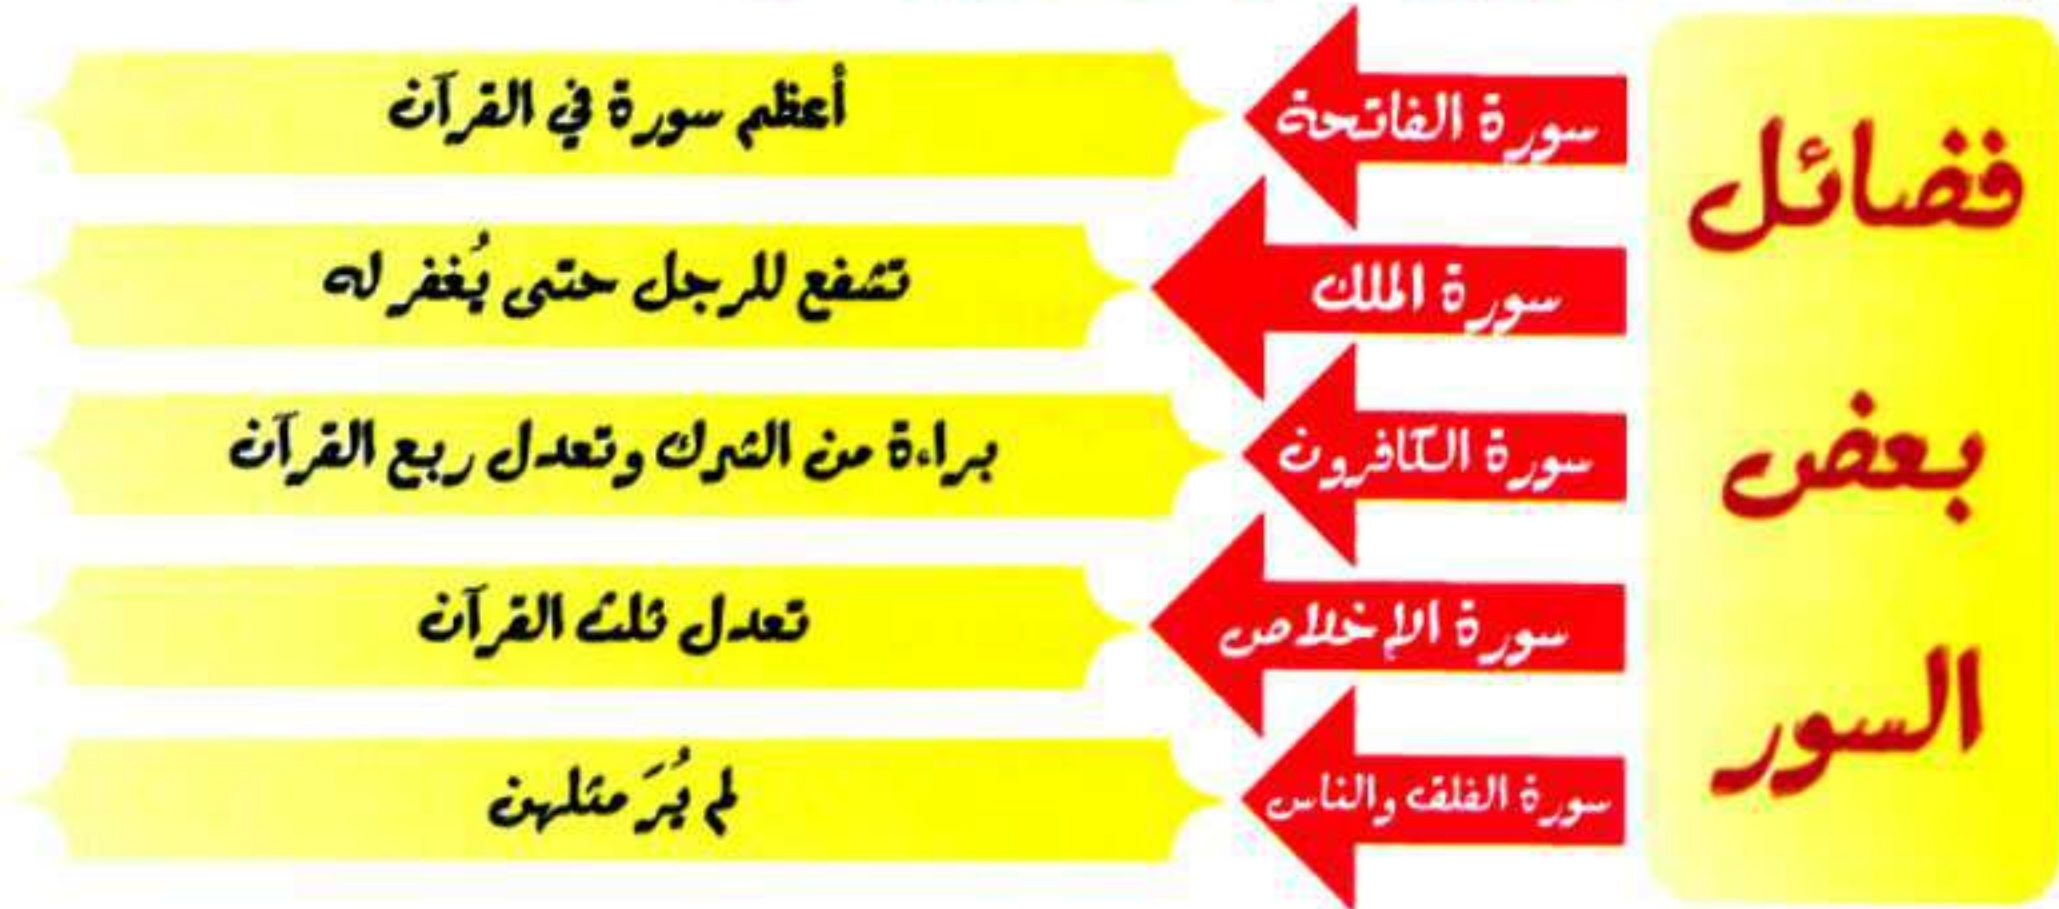 فضائل
بعض
السور
سورة الفاتحة
أعظم سورة في القرآن
سورة الملك
تشفع للرجل حتى يُغفر له
سورة الكافرون
براءة من الشرك وتعدل ربع القرآن
سورة الإخلاص
تعدل ثلث القرآن
سورة الفلق والناس
لم يُرَ مثلهن